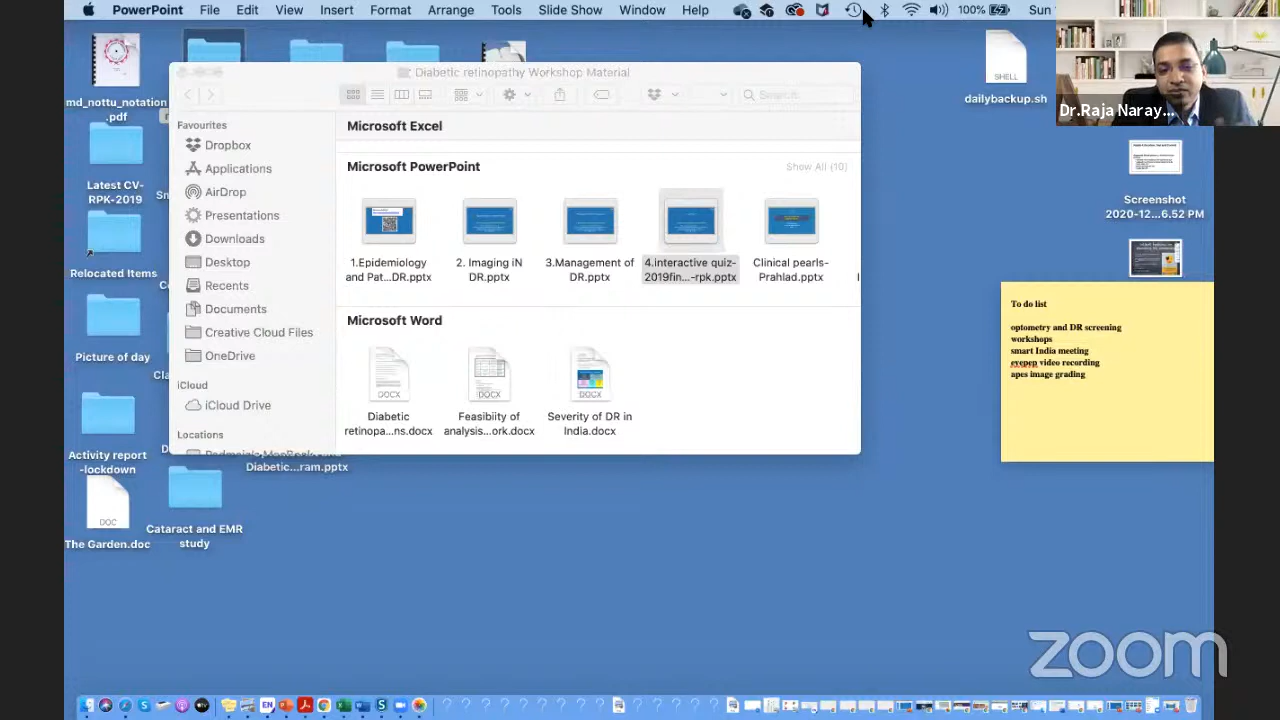 PowerPoint File Edit View Insert Format Arrange Tools Slide Show Window Help 100% Sun
md_nottu_notation
.pdf
Latest CV-
RPK-2019
Relocated Items
Picture of day
Activity report
-lockdown
DOC
The Garden.doc
Cataract and EMR
study
Diabetic...ram.pptx
Diabetic retinopathy Workshop Material
Search
Favourites
Dropbox
Applications
AirDrop
Presentations
Downloads
Desktop
Recents
Documents
Creative Cloud Files
OneDrive
iCloud
iCloud Drive
Locations
Microsoft Excel
Microsoft PowerPoint
Show All (10)
1.Epidemiology
and Pat...DR.pptx
2. Imaging iN
DR.pptx
3.Management of
DR.pptx
4.interactive quiz-
2019fin...-rpk.pptx
Clinical pearls-
Prahlad.pptx
Microsoft Word
DOCX
Diabetic
retinopa...ns.docx
DOCX
Feasibiity of
analysis...ork.docx
DOCX
Severity of DR in
India.docx
SHELL
dailybackup.sh
Dr.Raja Naray...
Screenshot
2020-12...6.52 PM
To do list
optometry and DR screening
workshops
smart India meeting
eyepep video recording
apes image grading
zoom